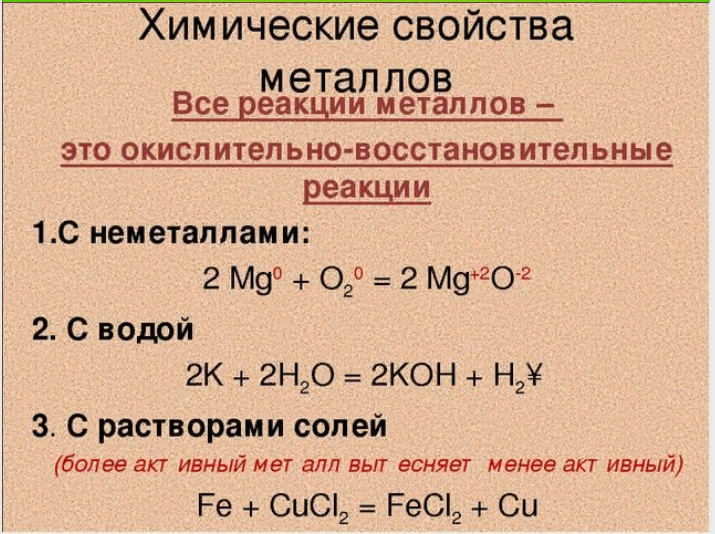 Химические свойства
металлов
Все реакции металлов –
это окислительно-восстановительные
реакции
1.С неметаллами:
2 Mg⁰ + O₂⁰ = 2 Mg⁺²O⁻²
2. С водой
2K + 2H₂O = 2KOH + H₂¥
3. С растворами солей
(более акт ивный мет алл выт есняет менее акт ивный)
Fe + CuCl₂ = FeCl₂ + Cu